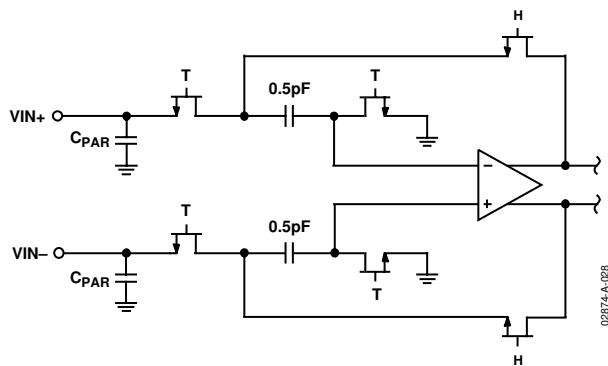 H
T
0.5pF
T
VIN+
CPAR
−
+
T
0.5pF
VIN−
CPAR
T
H
02874-A-028